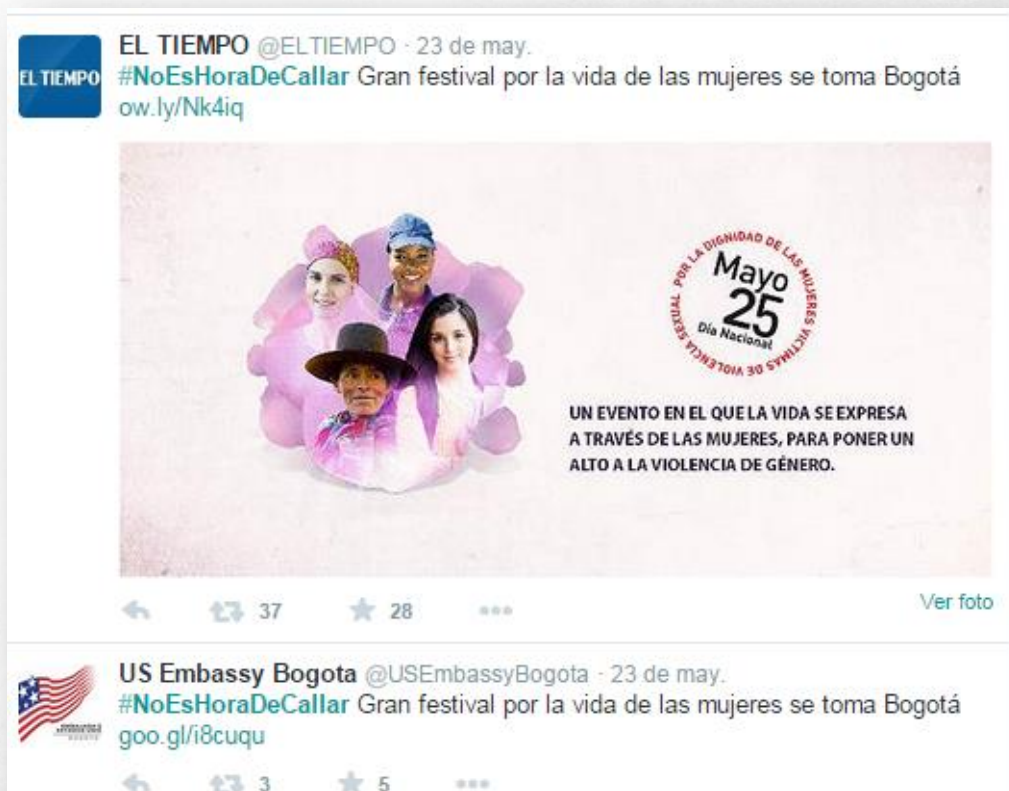 EL TIEMPO
EL TIEMPO @ELTIEMPO · 23 de may.
#NoEsHoraDeCallar Gran festival por la vida de las mujeres se toma Bogotá
ow.ly/Nk4iq
POR LA DIGNIDAD DE LAS MUJERES VICTIMAS DE VIOLENCIA SEXUAL
Mayo
25
Día Nacional
UN EVENTO EN EL QUE LA VIDA SE EXPRESA
A TRAVÉS DE LAS MUJERES, PARA PONER UN
ALTO A LA VIOLENCIA DE GÉNERO.
37 28 Ver foto
US Embassy Bogota @USEmbassyBogota · 23 de may.
#NoEsHoraDeCallar Gran festival por la vida de las mujeres se toma Bogotá
goo.gl/i8cuqu
3 5